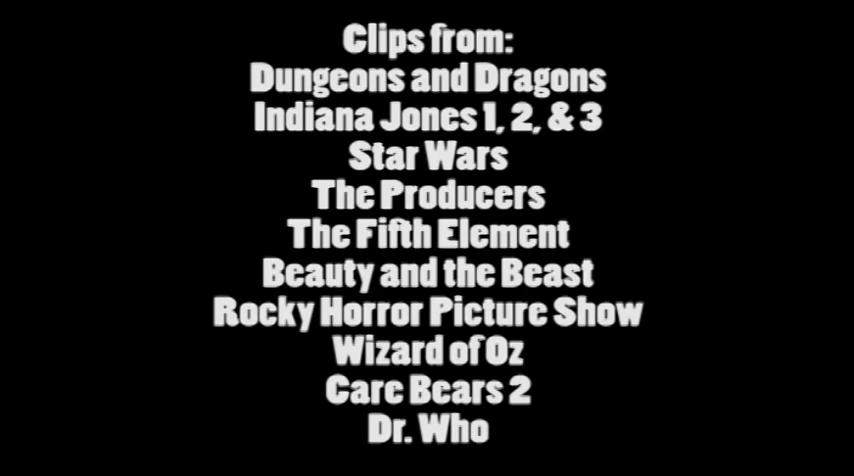 Clips from:
Dungeons and Dragons
Indiana Jones 1, 2, & 3
Star Wars
The Producers
The Fifth Element
Beauty and the Beast
Rocky Horror Picture Show
Wizard of Oz
Care Bears 2
Dr. Who